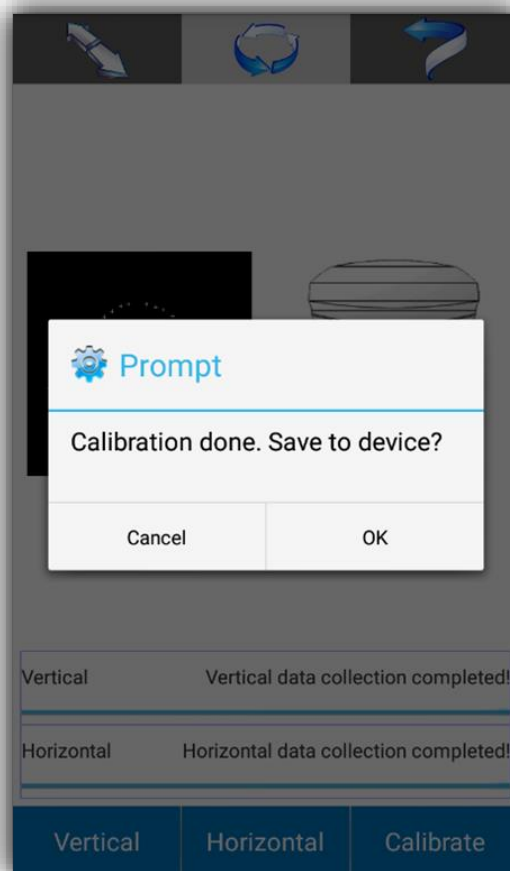 Prompt
Calibration done. Save to device?
Cancel OK
Vertical Vertical data collection completed!
Horizontal Horizontal data collection completed!
Vertical Horizontal Calibrate